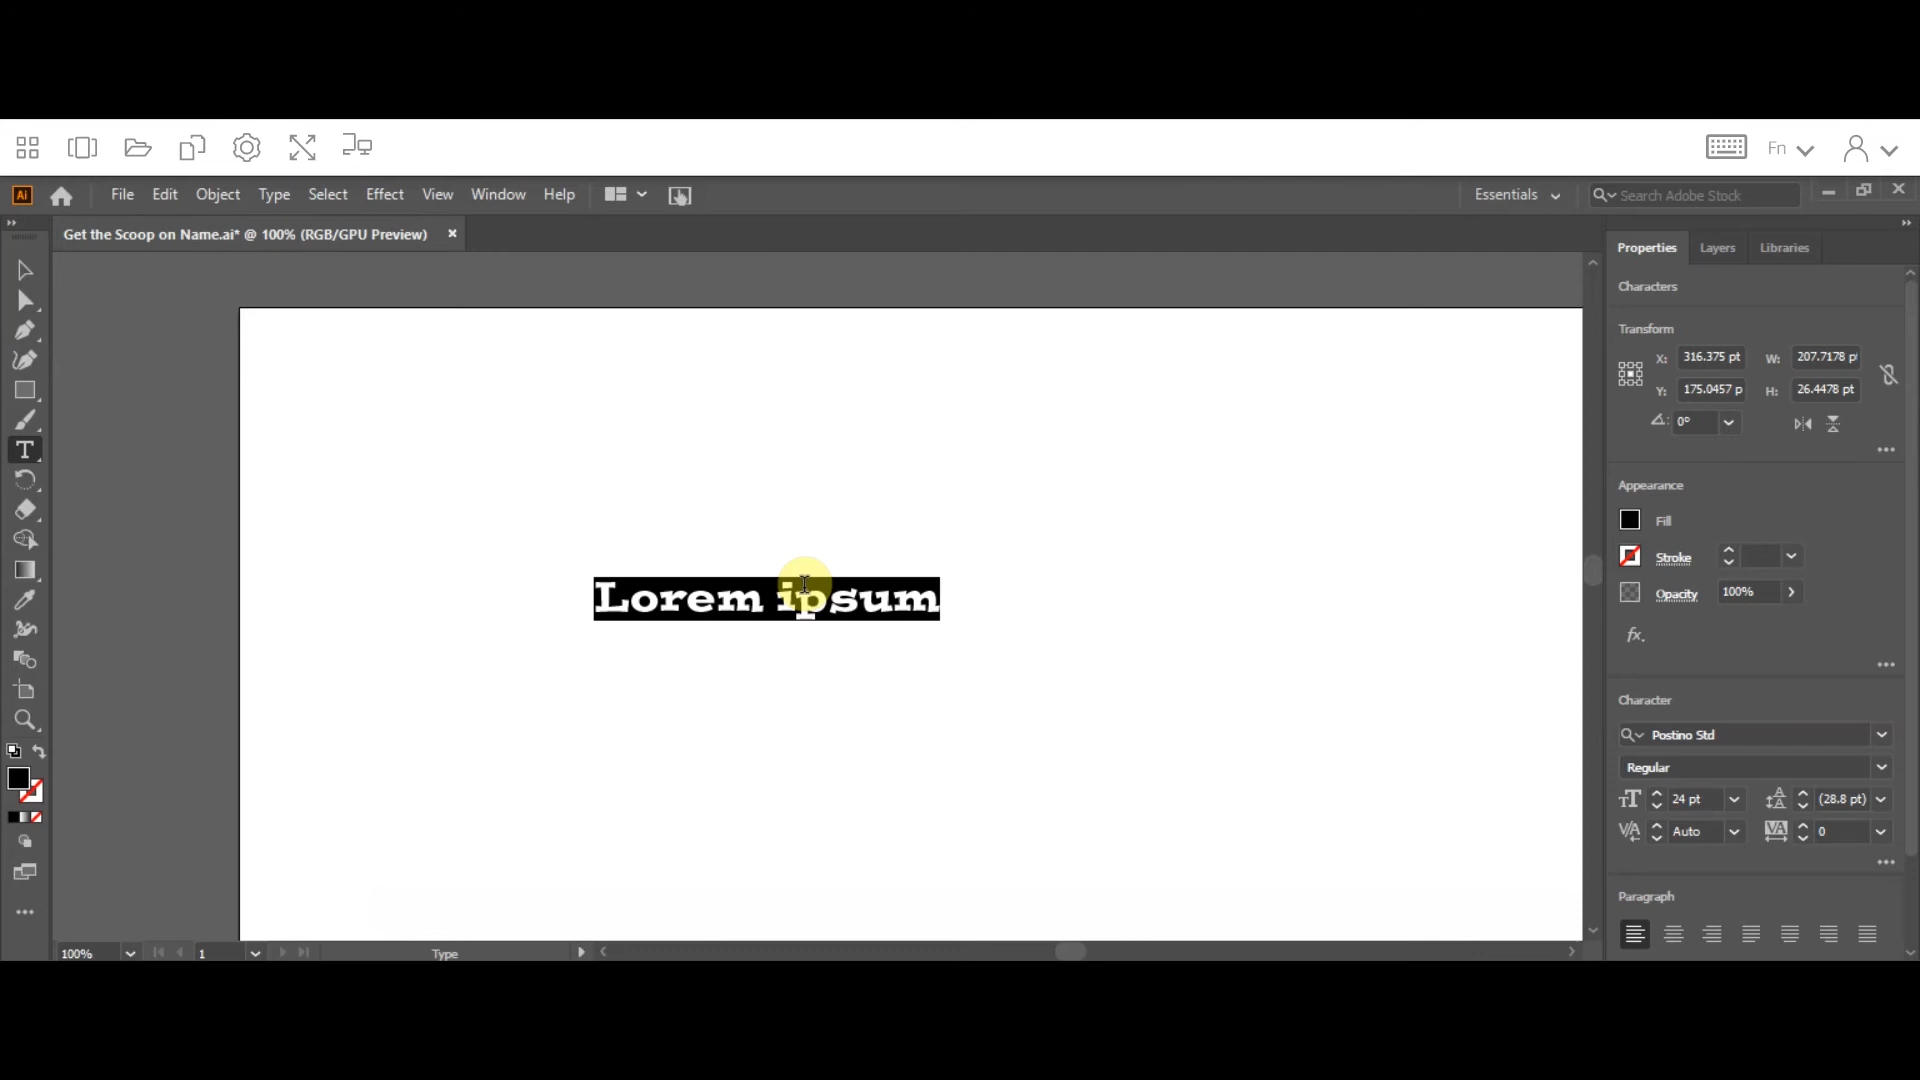 Fn
Ai File Edit Object Type Select Effect View Window Help Essentials Search Adobe Stock
Get the Scoop on Name.ai* @ 100% (RGB/GPU Preview)
Properties Layers Libraries
Characters
Transform
X: 316.375 pt W: 207.7178 p
Y: 175.0457 p H: 26.4478 pt
0°
Appearance
Fill
Stroke
Opacity 100%
fx.
Lorem ipsum
Character
Postino Std
Regular
24 pt (28.8 pt)
Auto 0
Paragraph
100% 1 Type